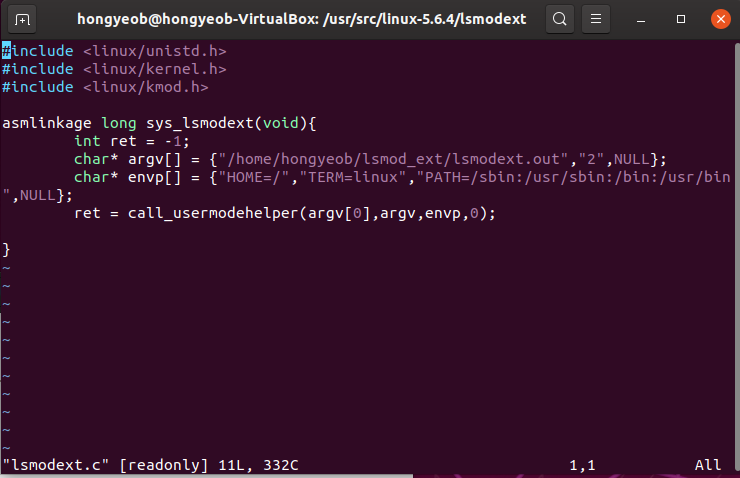 hongyeob@hongyeob-VirtualBox: /usr/src/linux-5.6.4/lsmodext
#include <linux/unistd.h>
#include <linux/kernel.h>
#include <linux/kmod.h>
asmlinkage long sys_lsmodext(void){
        int ret = -1;
        char* argv[] = {"/home/hongyeob/lsmod_ext/lsmodext.out","2",NULL};
        char* envp[] = {"HOME=/","TERM=linux","PATH=/sbin:/usr/sbin:/bin:/usr/bin
",NULL};
        ret = call_usermodehelper(argv[0],argv,envp,0);
}
~
~
~
~
~
~
~
~
~
~
~
"lsmodext.c" [readonly] 11L, 332C 1,1 All